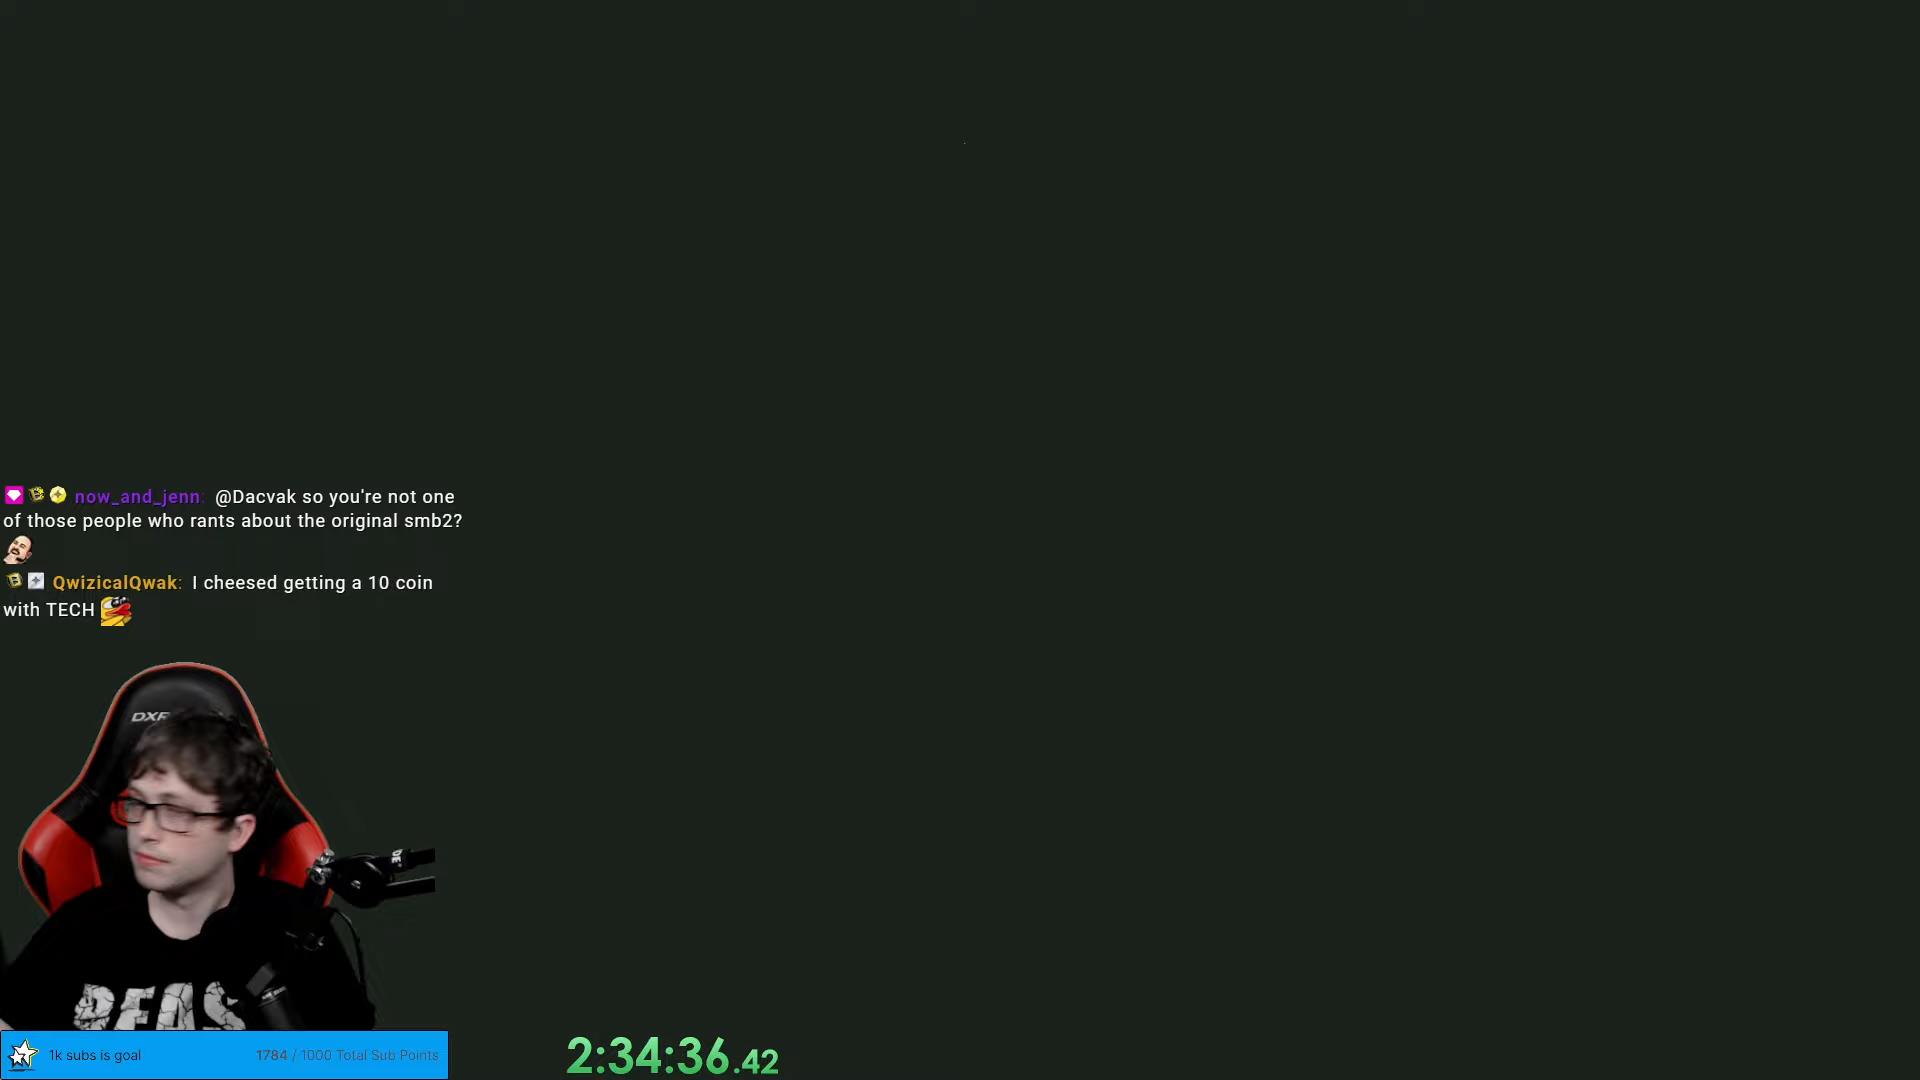 now_and_jenn: @Dacvak so you're not one
of those people who rants about the original smb2?
QwizicalQwak: I cheesed getting a 10 coin
with TECH
DXR
BEAS
1k subs is goal 1784 / 1000 Total Sub Points
2:34:36.42